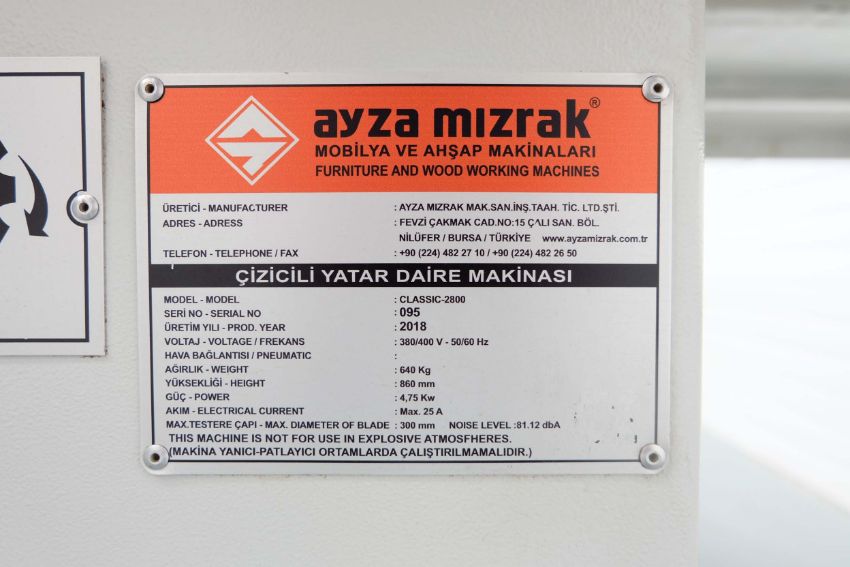 ayza mızrak®
MOBİLYA VE AHŞAP MAKİNALARI
FURNITURE AND WOOD WORKING MACHINES
ÜRETİCİ - MANUFACTURER : AYZA MIZRAK MAK.SAN.İNŞ.TAAH. TİC. LTD.ŞTİ.
ADRES - ADRESS : FEVZİ ÇAKMAK CAD.NO:15 ÇALI SAN. BÖL.
NİLÜFER / BURSA / TÜRKİYE www.ayzamizrak.com.tr
TELEFON - TELEPHONE / FAX : +90 (224) 482 27 10 / +90 (224) 482 26 50
ÇİZİCİLİ YATAR DAİRE MAKİNASI
MODEL - MODEL : CLASSIC-2800
SERİ NO - SERIAL NO : 095
ÜRETİM YILI - PROD. YEAR : 2018
VOLTAJ - VOLTAGE / FREKANS : 380/400 V - 50/60 Hz
HAVA BAĞLANTISI / PNEUMATIC :
AĞIRLIK - WEIGHT : 640 Kg
YÜKSEKLİĞİ - HEIGHT : 860 mm
GÜÇ - POWER : 4,75 Kw
AKIM - ELECTRICAL CURRENT : Max. 25 A
MAX.TESTERE ÇAPI - MAX. DIAMETER OF BLADE : 300 mm NOISE LEVEL :81.12 dbA
THIS MACHINE IS NOT FOR USE IN EXPLOSIVE ATMOSFHERES.
(MAKİNA YANICI-PATLAYICI ORTAMLARDA ÇALIŞTIRILMAMALIDIR.)